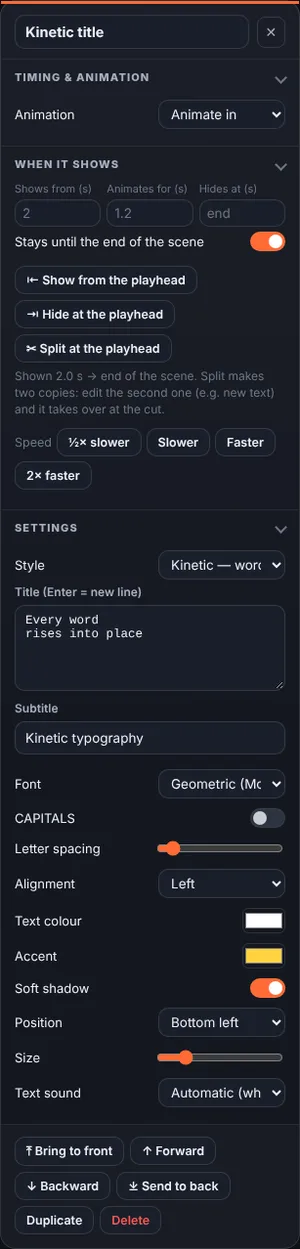 Kinetic title
✕
TIMING & ANIMATION
Animation Animate in
WHEN IT SHOWS
Shows from (s) Animates for (s) Hides at (s)
2 1.2 end
Stays until the end of the scene
⇤ Show from the playhead
⇥ Hide at the playhead
✂ Split at the playhead
Shown 2.0 s → end of the scene. Split makes
two copies: edit the second one (e.g. new text)
and it takes over at the cut.
Speed ½× slower Slower Faster
2× faster
SETTINGS
Style Kinetic — word
Title (Enter = new line)
Every word
rises into place
Subtitle
Kinetic typography
Font Geometric (Mo
CAPITALS
Letter spacing
Alignment Left
Text colour
Accent
Soft shadow
Position Bottom left
Size
Text sound Automatic (wh
⤒ Bring to front ↑ Forward
↓ Backward ⤓ Send to back
Duplicate Delete